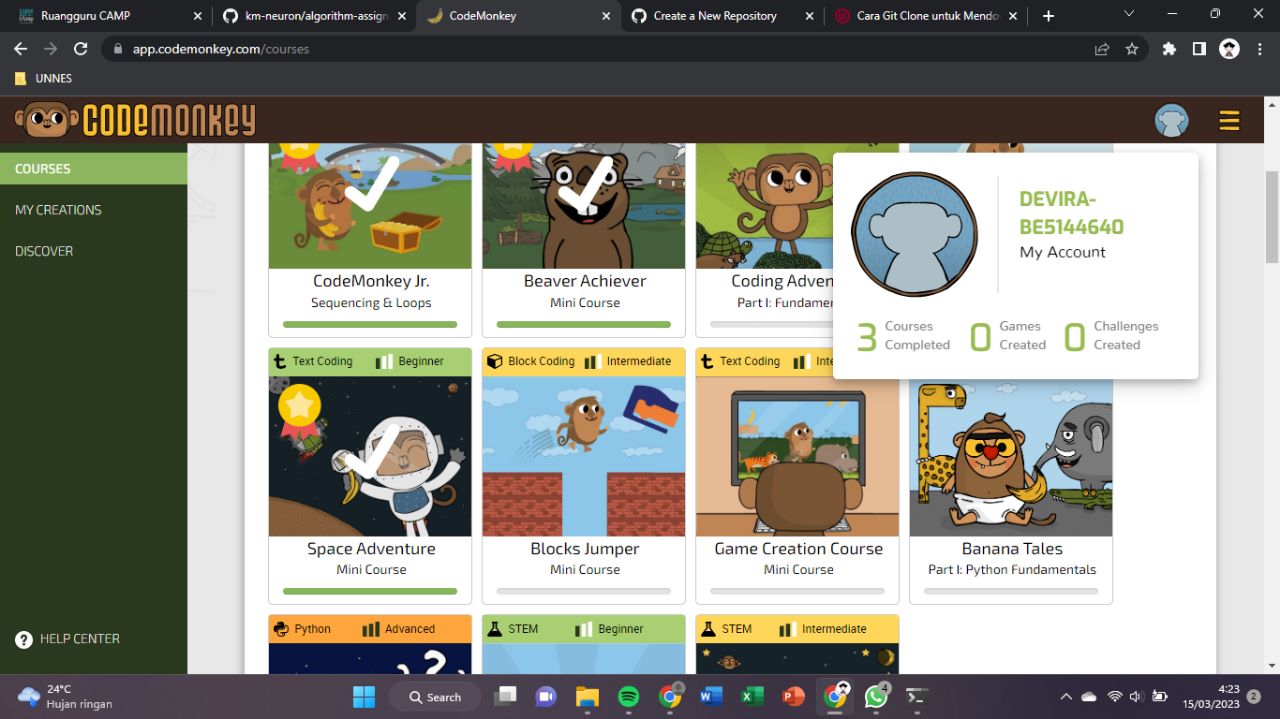 Ruangguru CAMP
km-neuron/algorithm-assign
CodeMonkey
Create a New Repository
Cara Git Clone untuk Mendo
app.codemonkey.com/courses
UNNES
CODEMONKEY
COURSES
MY CREATIONS
DISCOVER
HELP CENTER
CodeMonkey Jr.
Sequencing & Loops
Beaver Achiever
Mini Course
Coding Adven
Part I: Fundamer
DEVIRA-
BE5144640
My Account
3 Courses
Completed
0 Games
Created
0 Challenges
Created
Text Coding Beginner
Space Adventure
Mini Course
Block Coding Intermediate
Blocks Jumper
Mini Course
Text Coding Inte
Game Creation Course
Mini Course
Banana Tales
Part I: Python Fundamentals
Python Advanced
STEM Beginner
STEM Intermediate
24°C
Hujan ringan
Search
4
4:23
15/03/2023
2